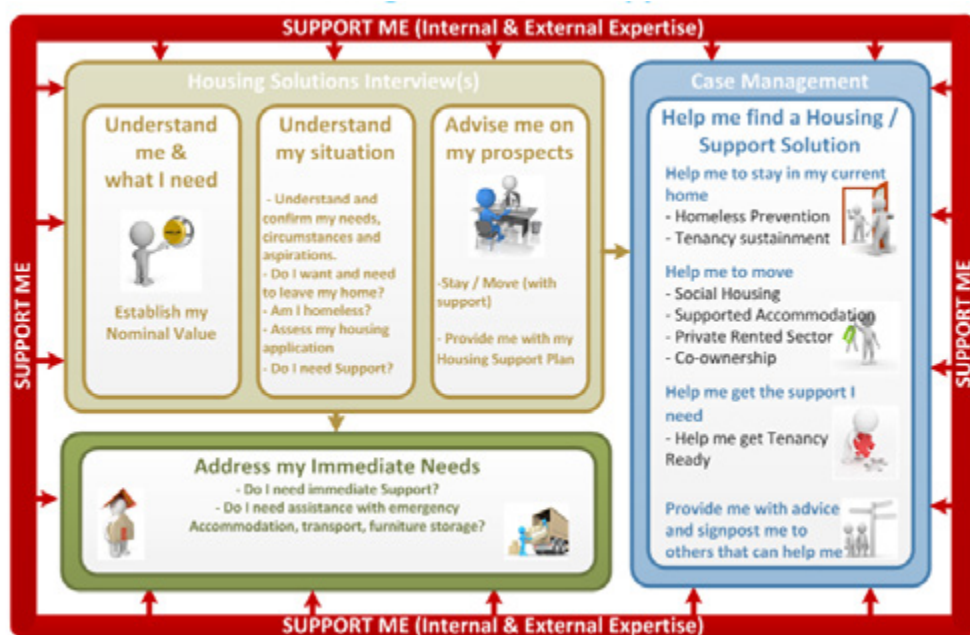 SUPPORT ME (Internal & External Expertise)
SUPPORT ME
Housing Solutions Interview(s)
Understand
me &
what I need
Establish my
Nominal Value
Understand
my situation
- Understand and
confirm my needs,
circumstances and
aspirations.
- Do I want and need
to leave my home?
- Am I homeless?
- Assess my housing
application
- Do I need Support?
Advise me on
my prospects
-Stay / Move (with
support)
- Provide me with my
Housing Support Plan
Address my Immediate Needs
- Do I need immediate Support?
- Do I need assistance with emergency
Accommodation, transport, furniture storage?
Case Management
Help me find a Housing /
Support Solution
Help me to stay in my current
home
- Homeless Prevention
- Tenancy sustainment
Help me to move
- Social Housing
- Supported Accommodation
- Private Rented Sector
- Co-ownership
Help me get the support I
need
- Help me get Tenancy
Ready
Provide me with advice
and signpost me to
others that can help me
SUPPORT ME
SUPPORT ME (Internal & External Expertise)